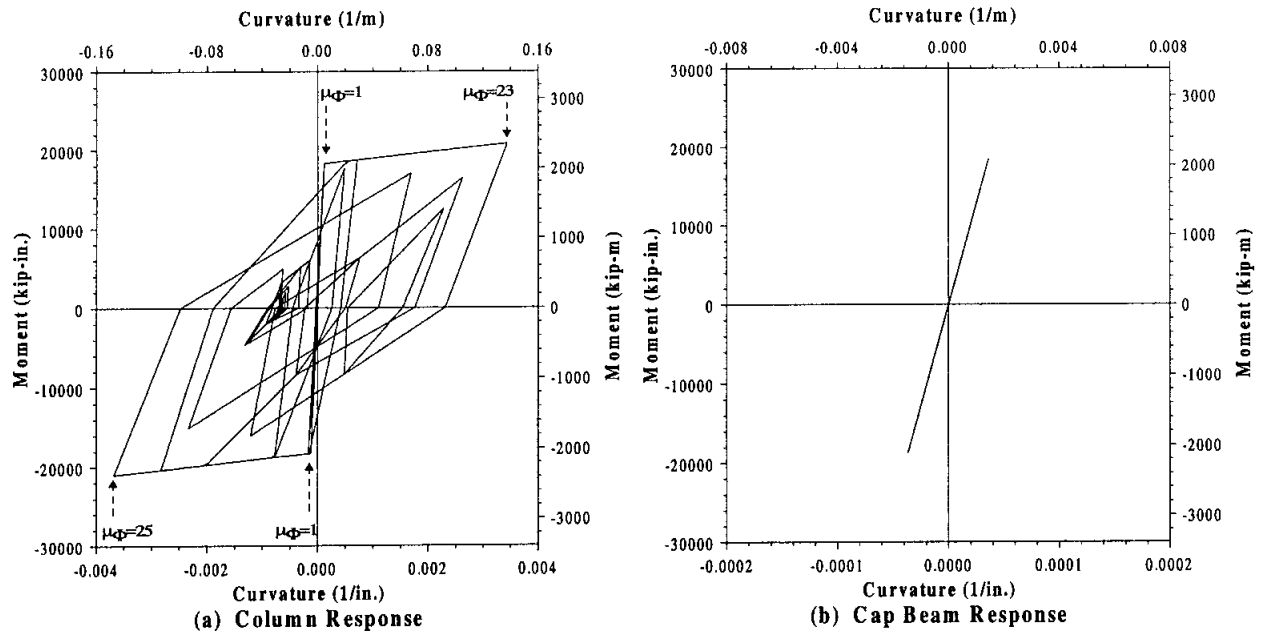 Curvature (1/m)
-0.16 -0.08 0.00 0.08 0.16
30000
20000
10000
0
-10000
-20000
-30000
Moment (kip-in.)
μΦ=1
μΦ=23
μΦ=25
μΦ=1
3000
2000
1000
0
-1000
-2000
-3000
Moment (kip-m)
-0.004 -0.002 0.000 0.002 0.004
Curvature (1/in.)
(a) Column Response
Curvature (1/m)
-0.008 -0.004 0.000 0.004 0.008
30000
20000
10000
0
-10000
-20000
-30000
Moment (kip-in.)
3000
2000
1000
0
-1000
-2000
-3000
Moment (kip-m)
-0.0002 -0.0001 0.0000 0.0001 0.0002
Curvature (1/in.)
(b) Cap Beam Response